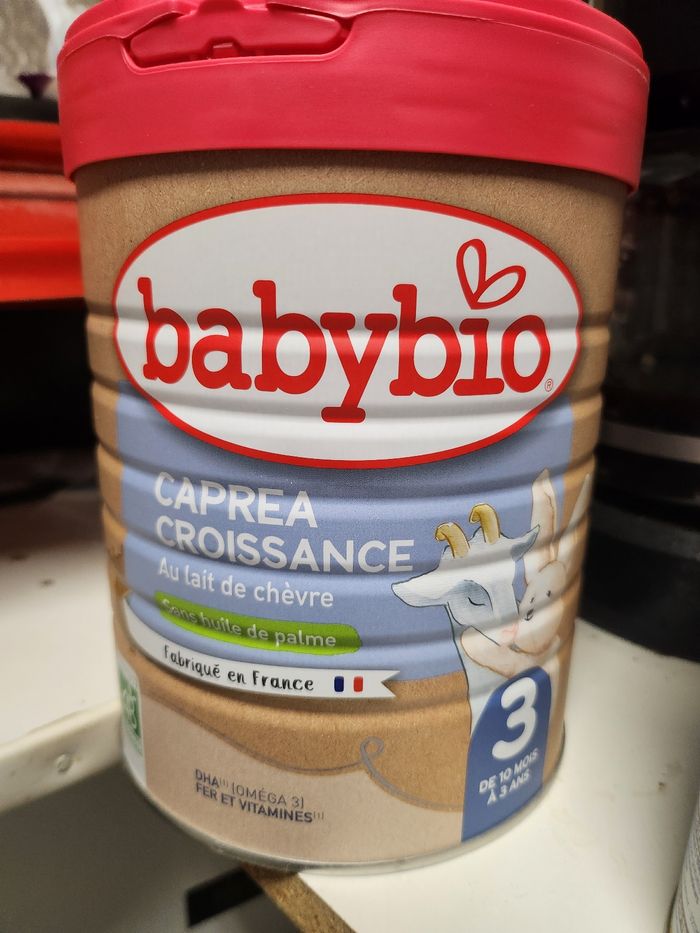 babybio
®
CAPREA
CROISSANCE
Au lait de chèvre
Sans huile de palme
Fabriqué en France
3
DE 10 MOIS
À 3 ANS
DHA⁽¹⁾ (OMÉGA 3)
FER ET VITAMINES⁽¹⁾